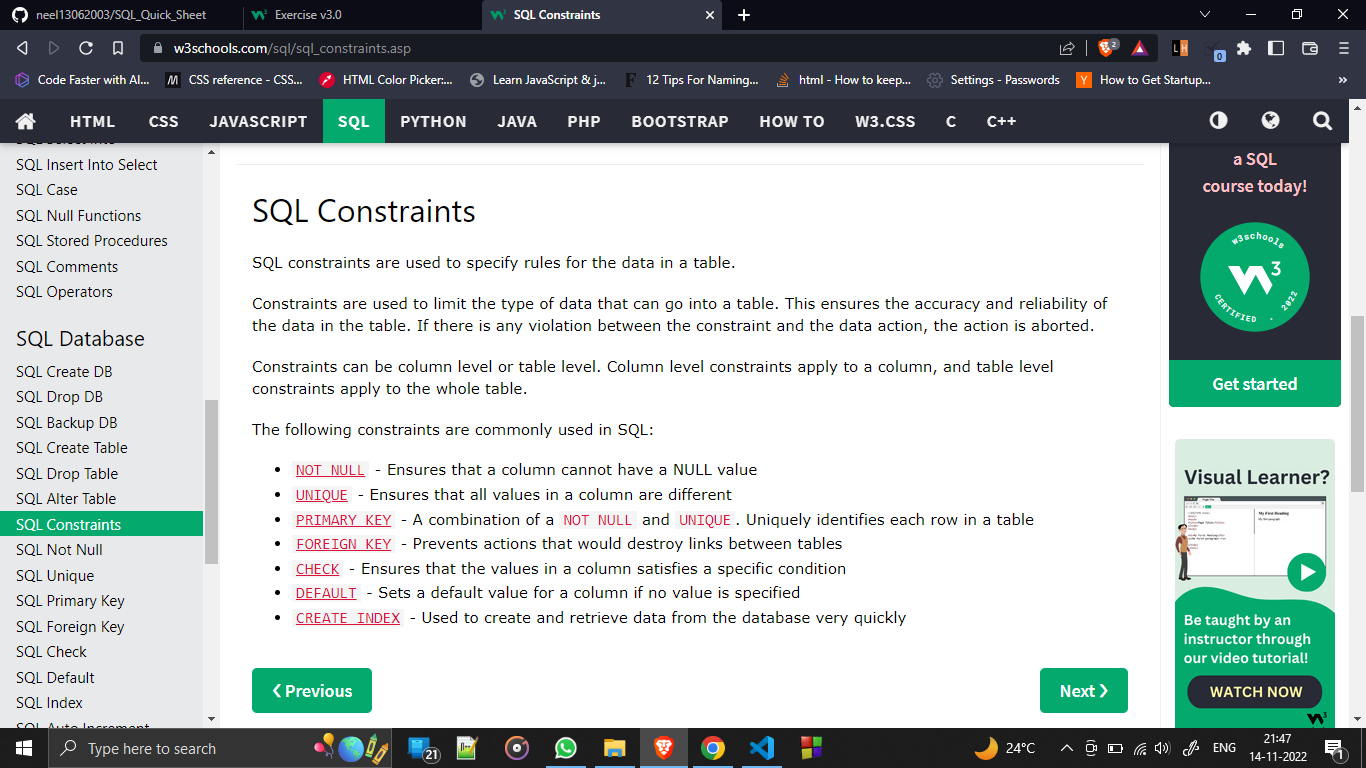 neel13062003/SQL_Quick_Sheet
Exercise v3.0
SQL Constraints
w3schools.com/sql/sql_constraints.asp
2
LH
0
Code Faster with AI...
CSS reference - CSS...
HTML Color Picker:...
Learn JavaScript & j...
12 Tips For Naming...
html - How to keep...
Settings - Passwords
How to Get Startup...
HTML
CSS
JAVASCRIPT
SQL
PYTHON
JAVA
PHP
BOOTSTRAP
HOW TO
W3.CSS
C
C++
SQL Select Into
SQL Insert Into Select
SQL Case
SQL Null Functions
SQL Stored Procedures
SQL Comments
SQL Operators
SQL Database
SQL Create DB
SQL Drop DB
SQL Backup DB
SQL Create Table
SQL Drop Table
SQL Alter Table
SQL Constraints
SQL Not Null
SQL Unique
SQL Primary Key
SQL Foreign Key
SQL Check
SQL Default
SQL Index
SQL Auto Increment
SQL Constraints
SQL constraints are used to specify rules for the data in a table.
Constraints are used to limit the type of data that can go into a table. This ensures the accuracy and reliability of
the data in the table. If there is any violation between the constraint and the data action, the action is aborted.
Constraints can be column level or table level. Column level constraints apply to a column, and table level
constraints apply to the whole table.
The following constraints are commonly used in SQL:
• NOT NULL - Ensures that a column cannot have a NULL value
• UNIQUE - Ensures that all values in a column are different
• PRIMARY KEY - A combination of a NOT NULL and UNIQUE. Uniquely identifies each row in a table
• FOREIGN KEY - Prevents actions that would destroy links between tables
• CHECK - Ensures that the values in a column satisfies a specific condition
• DEFAULT - Sets a default value for a column if no value is specified
• CREATE INDEX - Used to create and retrieve data from the database very quickly
❮ Previous
Next ❯
a SQL
course today!
w3schools
3
CERTIFIED . 2022
Get started
Visual Learner?
My First Heading
My first paragraph.
Be taught by an
instructor through
our video tutorial!
WATCH NOW
Type here to search
21
24°C
ENG
21:47
14-11-2022
1